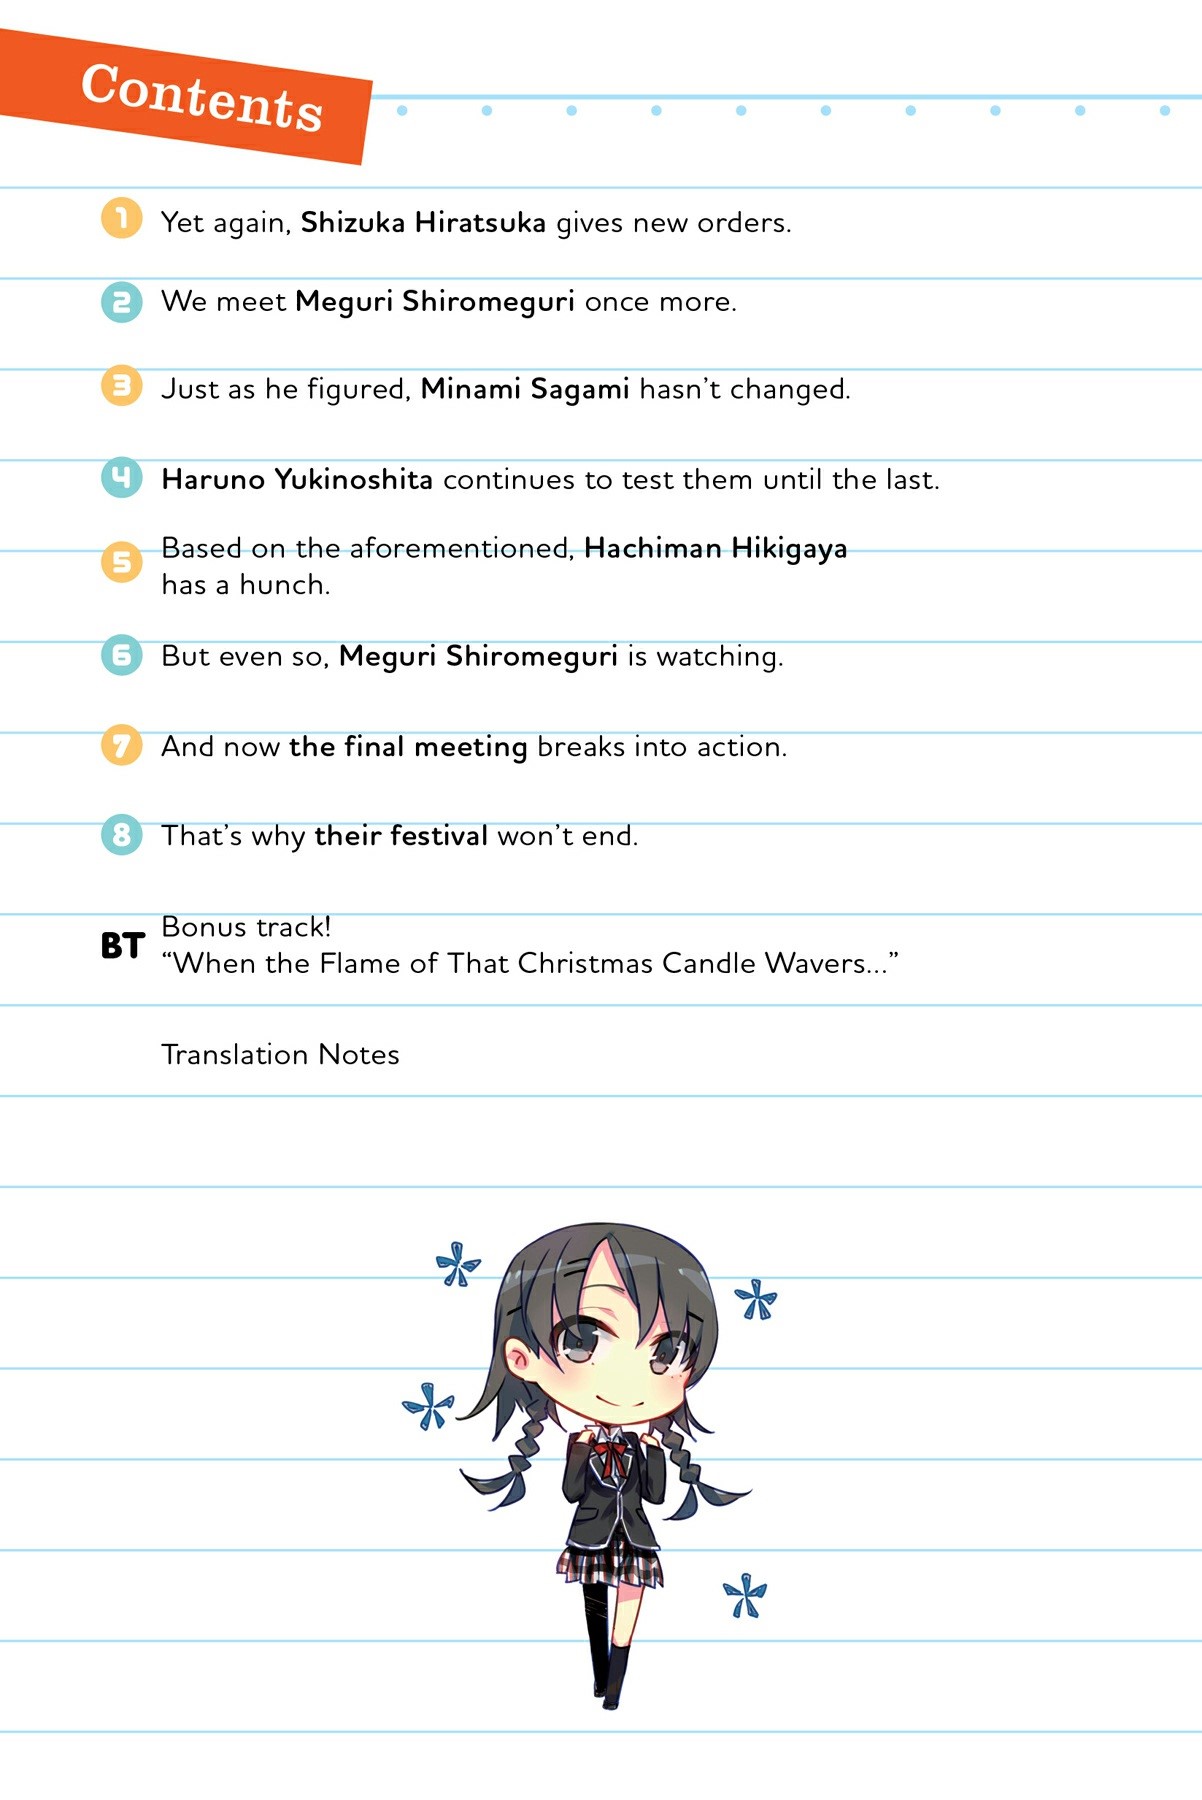 Contents
1 Yet again, Shizuka Hiratsuka gives new orders.
2 We meet Meguri Shiromeguri once more.
3 Just as he figured, Minami Sagami hasn’t changed.
4 Haruno Yukinoshita continues to test them until the last.
5 Based on the aforementioned, Hachiman Hikigaya
has a hunch.
6 But even so, Meguri Shiromeguri is watching.
7 And now the final meeting breaks into action.
8 That’s why their festival won’t end.
BT Bonus track!
“When the Flame of That Christmas Candle Wavers...”
Translation Notes